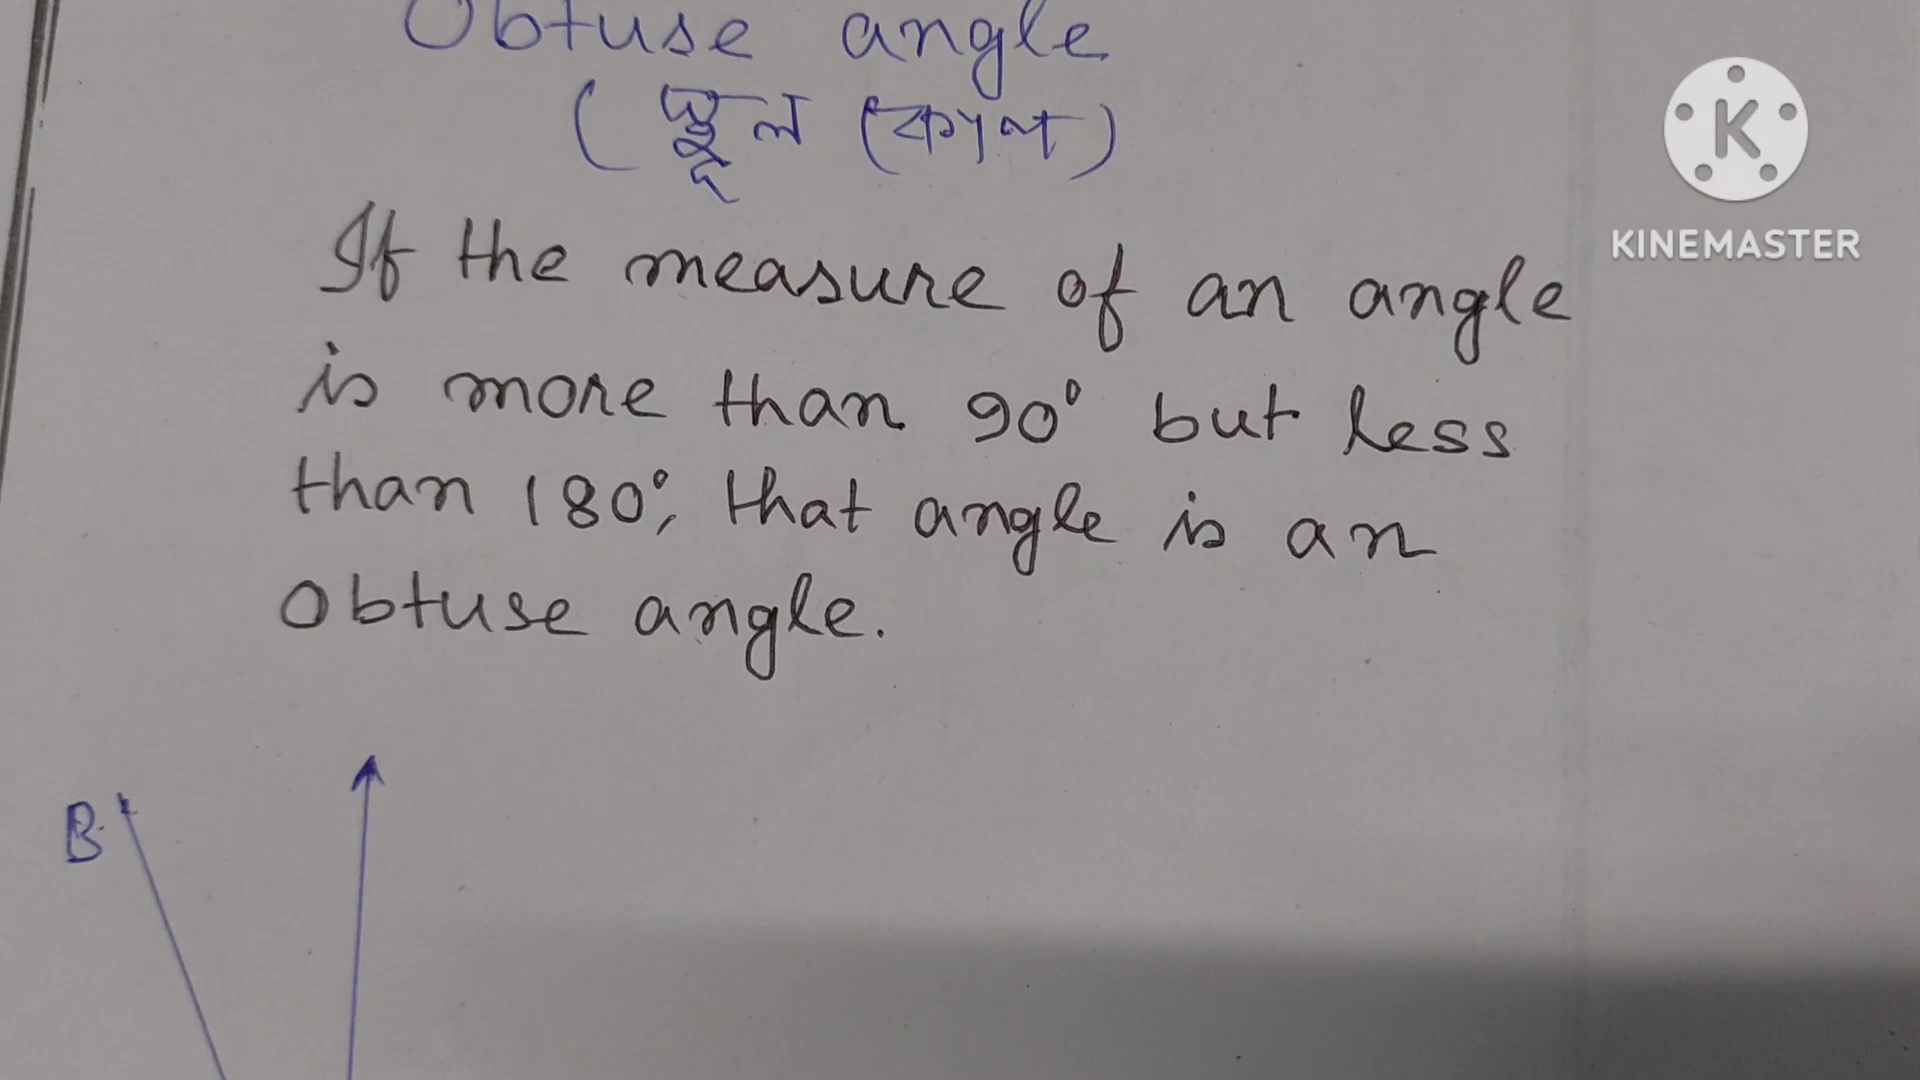 Obtuse angle
(স্থূল কোণ)
If the measure of an angle
is more than 90° but less
than 180°, that angle is an
obtuse angle.
B
K
KINEMASTER